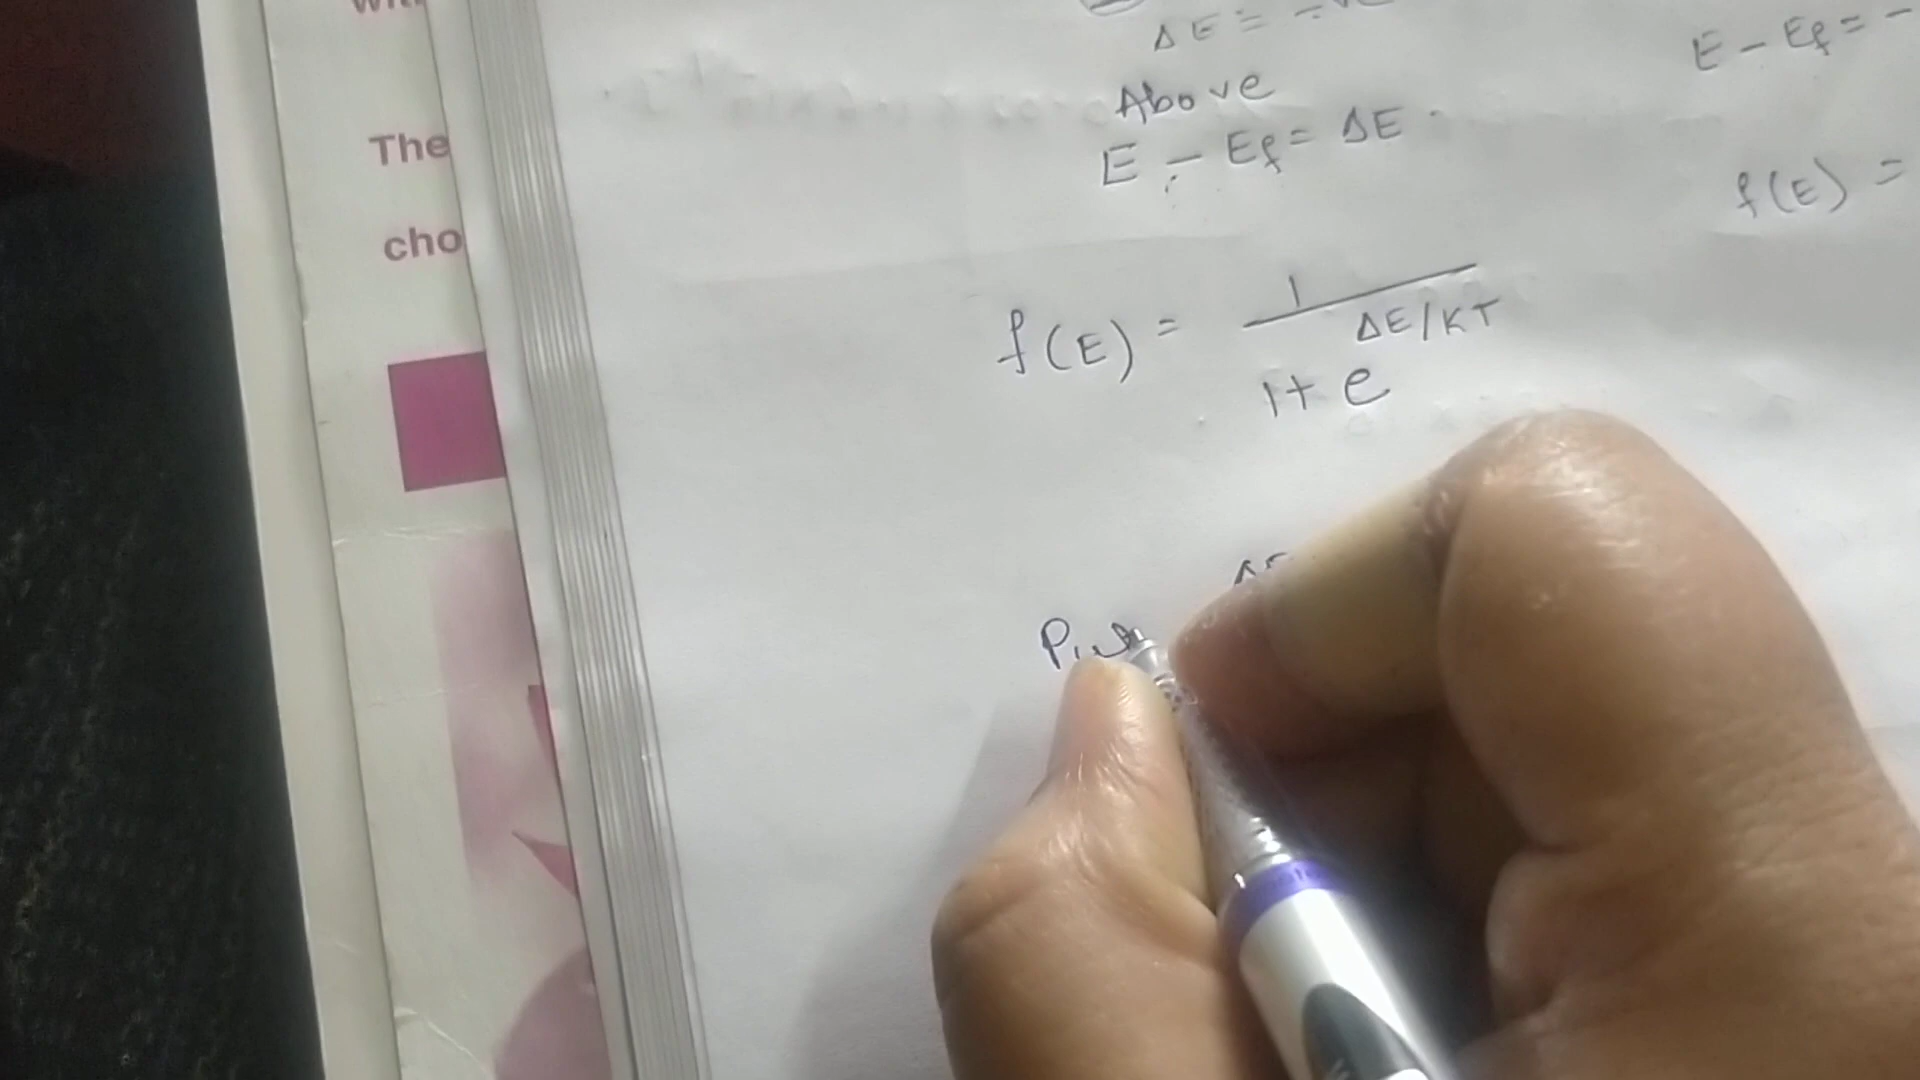 The
cho
ΔE =
Above
E - Ef = ΔE
E - Ef = -
f(E) =
f(E) = 1
ΔE/KT
1+ e